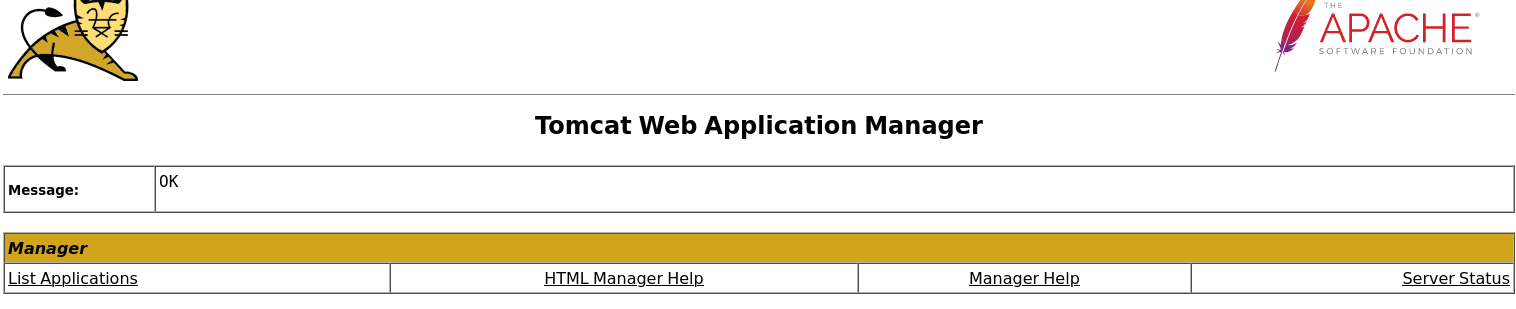 THE
APACHE®
SOFTWARE FOUNDATION
Tomcat Web Application Manager
Message: OK
Manager
List Applications HTML Manager Help Manager Help Server Status